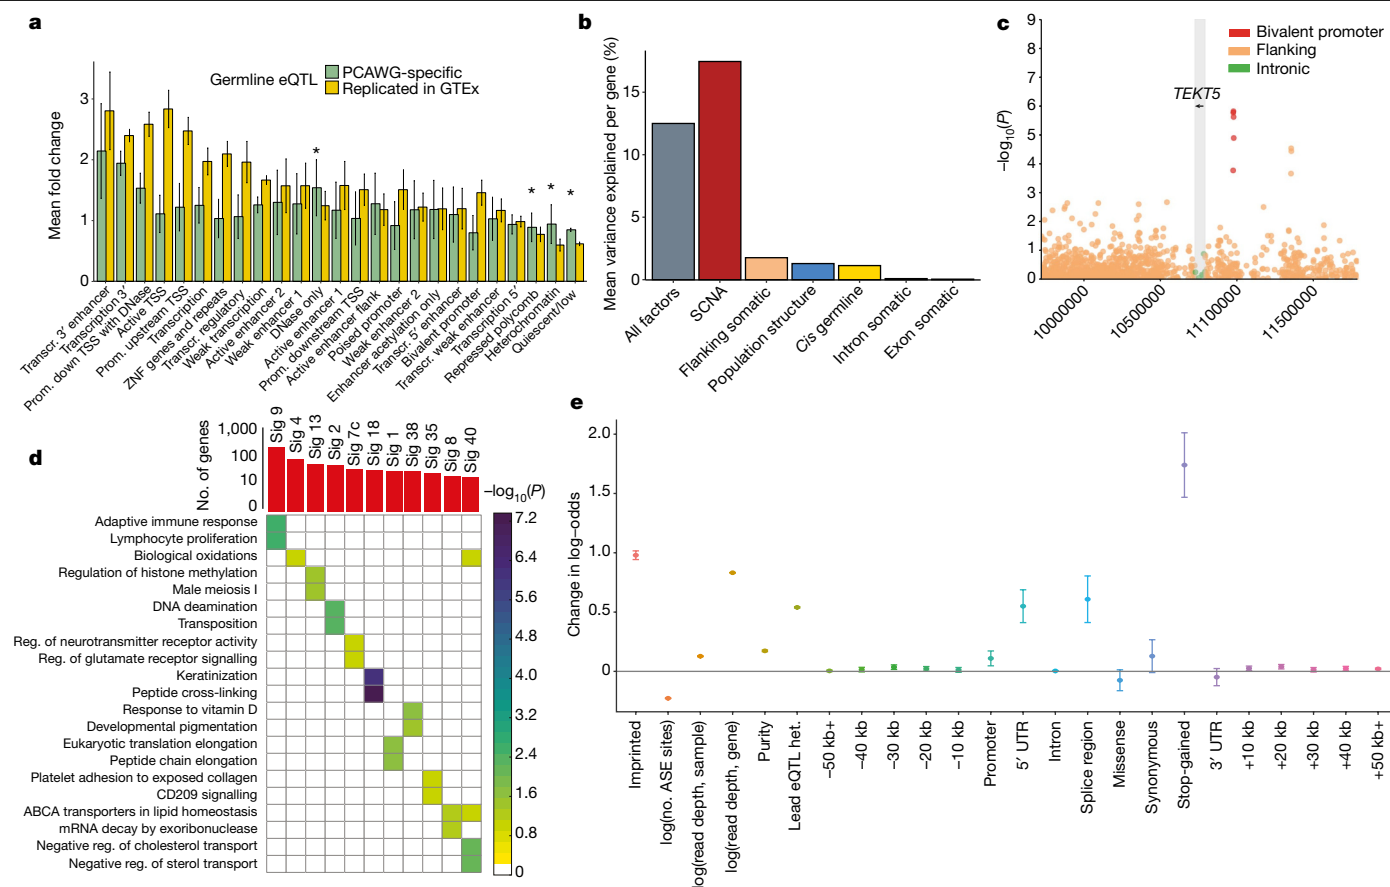 a
Germline eQTL
PCAWG-specific
Replicated in GTEx
Mean fold change
3
2
1
0
*
*
*
*
Transcr. 3′ enhancer
Transcription 3′
Prom. down TSS with DNase
Active TSS
Prom. upstream TSS
Transcription
ZNF genes and repeats
Transcr. regulatory
Weak transcription
Active enhancer 2
Weak enhancer 1
DNase only
Active enhancer 1
Prom. downstream TSS
Active enhancer flank
Poised promoter
Weak enhancer 2
Enhancer acetylation only
Transcr. 5′ enhancer
Bivalent promoter
Transcr. weak enhancer
Transcription 5′
Repressed polycomb
Heterochromatin
Quiescent/low
b
Mean variance explained per gene (%)
15
10
5
0
All factors
SCNA
Flanking somatic
Population structure
Cis germline
Intron somatic
Exon somatic
c
Bivalent promoter
Flanking
Intronic
TEKT5
−log10(P)
9
8
7
6
5
4
3
2
1
0
10000000
10500000
11100000
11500000
d
No. of genes
1,000
100
10
0
Sig 9
Sig 4
Sig 13
Sig 2
Sig 7c
Sig 18
Sig 1
Sig 38
Sig 35
Sig 8
Sig 40
−log10(P)
7.2
6.4
5.6
4.8
4.0
3.2
2.4
1.6
0.8
0
Adaptive immune response
Lymphocyte proliferation
Biological oxidations
Regulation of histone methylation
Male meiosis I
DNA deamination
Transposition
Reg. of neurotransmitter receptor activity
Reg. of glutamate receptor signalling
Keratinization
Peptide cross-linking
Response to vitamin D
Developmental pigmentation
Eukaryotic translation elongation
Peptide chain elongation
Platelet adhesion to exposed collagen
CD209 signalling
ABCA transporters in lipid homeostasis
mRNA decay by exoribonuclease
Negative reg. of cholesterol transport
Negative reg. of sterol transport
e
Change in log–odds
2.0
1.5
1.0
0.5
0
Imprinted
log(no. ASE sites)
log(read depth, sample)
log(read depth, gene)
Purity
Lead eQTL het.
−50 kb+
−40 kb
−30 kb
−20 kb
−10 kb
Promoter
5′ UTR
Intron
Splice region
Missense
Synonymous
Stop-gained
3′ UTR
+10 kb
+20 kb
+30 kb
+40 kb
+50 kb+